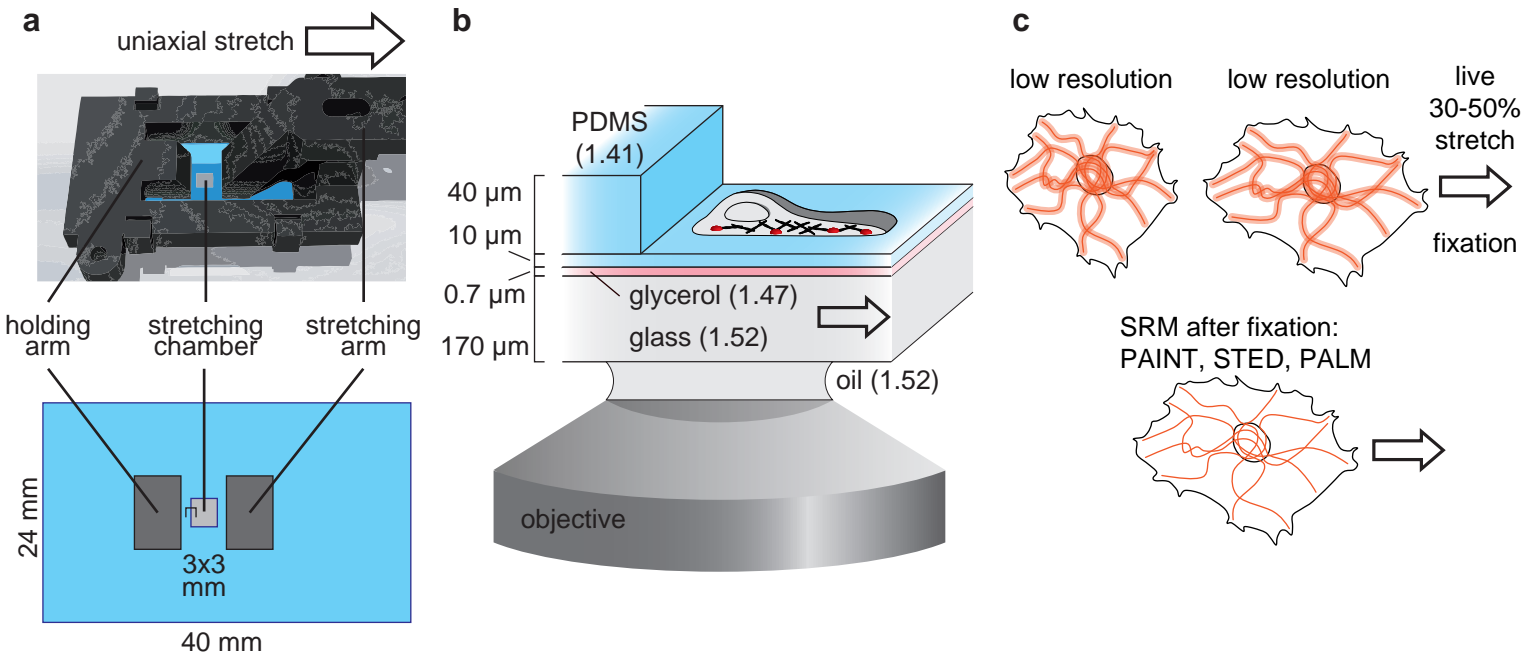 a
uniaxial stretch
holding
arm
stretching
chamber
stretching
arm
24 mm
3x3
mm
40 mm
b
PDMS
(1.41)
40 µm
10 µm
0.7 µm
170 µm
glycerol (1.47)
glass (1.52)
oil (1.52)
objective
c
low resolution
low resolution
live
30-50%
stretch
fixation
SRM after fixation:
PAINT, STED, PALM